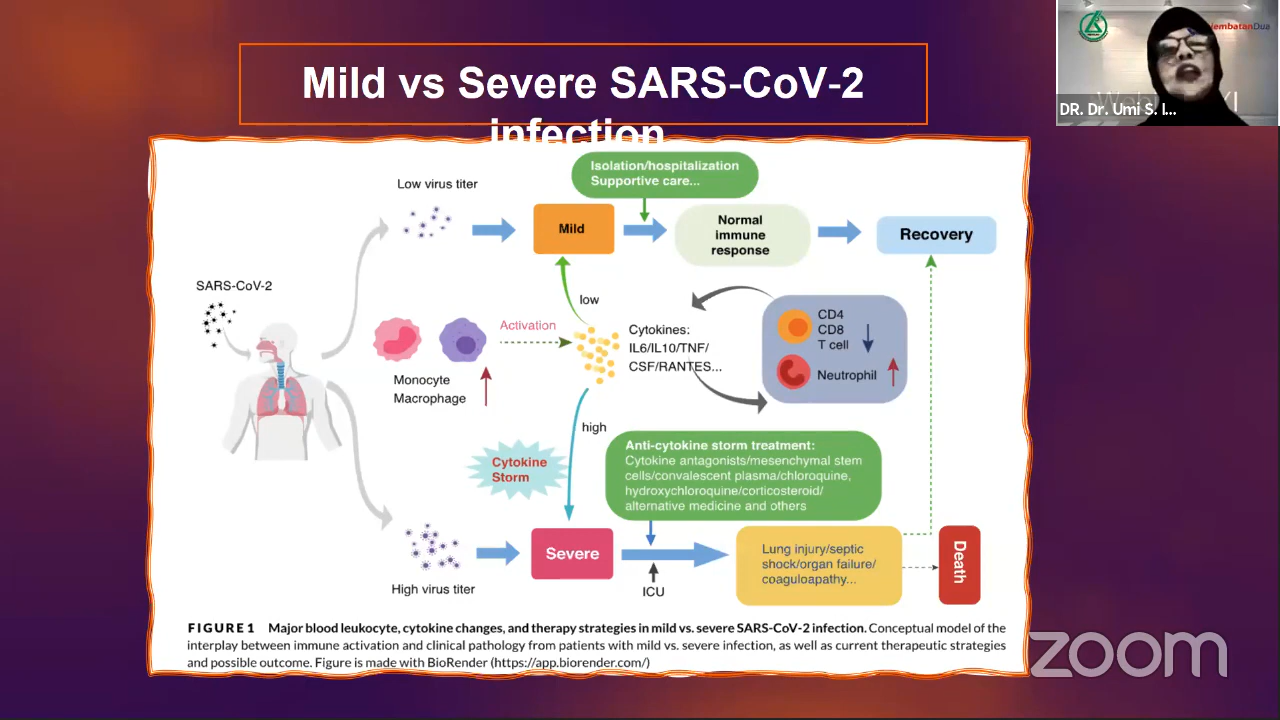 Mild vs Severe SARS-CoV-2
infection
JembatanDua
DR. Dr. Umi S. I...
Isolation/hospitalization
Supportive care...
Low virus titer
Mild
Normal
immune
response
Recovery
SARS-CoV-2
low
Activation
Cytokines:
IL6/IL10/TNF/
CSF/RANTES...
CD4
CD8
T cell
Neutrophil
Monocyte
Macrophage
high
Cytokine
Storm
Anti-cytokine storm treatment:
Cytokine antagonists/mesenchymal stem
cells/convalescent plasma/chloroquine,
hydroxychloroquine/corticosteroid/
alternative medicine and others
Severe
ICU
Lung injury/septic
shock/organ failure/
coaguloapathy...
Death
High virus titer
FIGURE 1 Major blood leukocyte, cytokine changes, and therapy strategies in mild vs. severe SARS-CoV-2 infection. Conceptual model of the
interplay between immune activation and clinical pathology from patients with mild vs. severe infection, as well as current therapeutic strategies
and possible outcome. Figure is made with BioRender (https://app.biorender.com/)
zoom